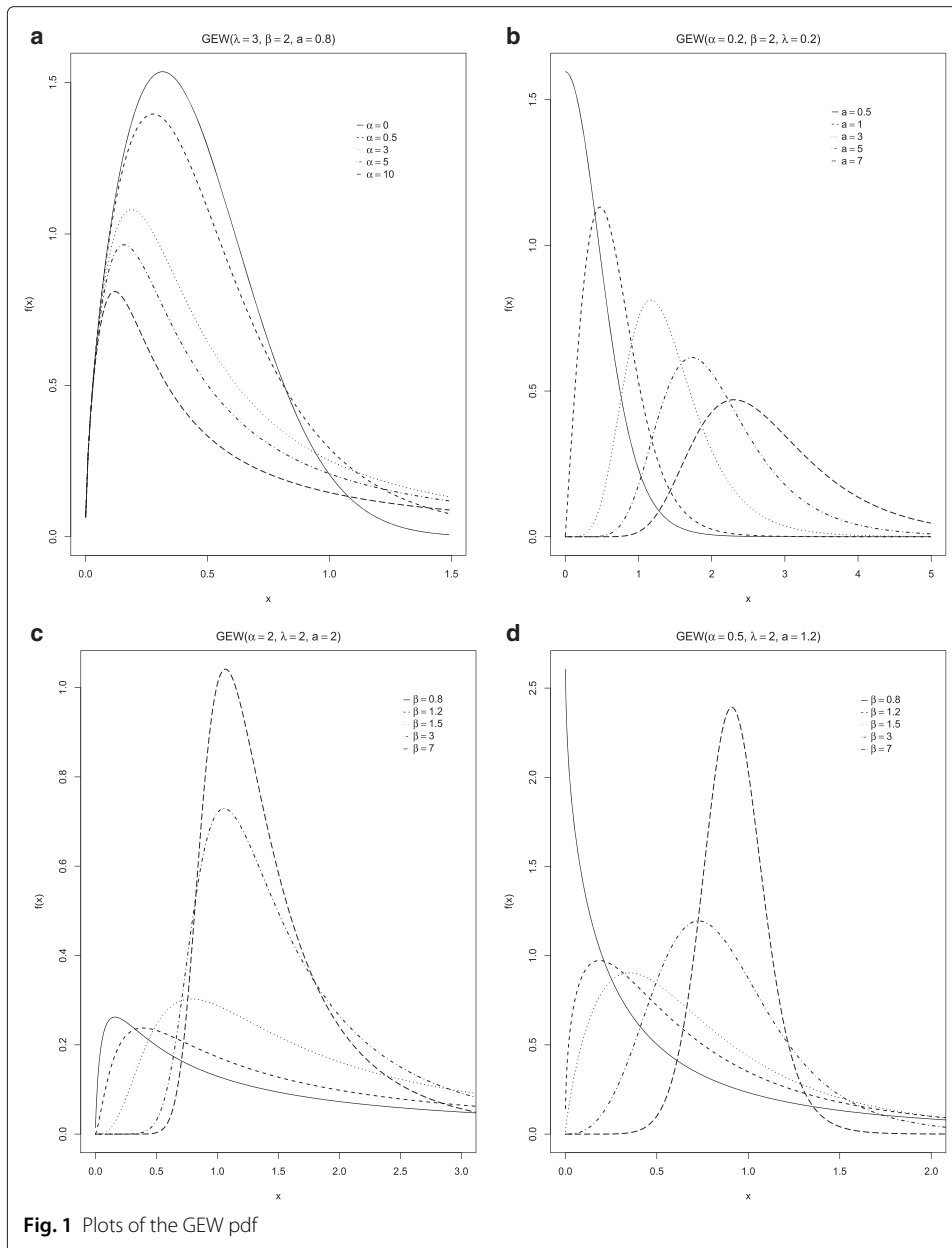 a
GEW(λ = 3, β = 2, a = 0.8)
1.5
1.0
0.5
0.0
f(x)
α = 0
α = 0.5
α = 3
α = 5
α = 10
0.0 0.5 1.0 1.5
x
b
GEW(α = 0.2, β = 2, λ = 0.2)
1.5
1.0
0.5
0.0
f(x)
a = 0.5
a = 1
a = 3
a = 5
a = 7
0 1 2 3 4 5
x
c
GEW(α = 2, λ = 2, a = 2)
1.0
0.8
0.6
0.4
0.2
0.0
f(x)
β = 0.8
β = 1.2
β = 1.5
β = 3
β = 7
0.0 0.5 1.0 1.5 2.0 2.5 3.0
x
d
GEW(α = 0.5, λ = 2, a = 1.2)
2.5
2.0
1.5
1.0
0.5
0.0
f(x)
β = 0.8
β = 1.2
β = 1.5
β = 3
β = 7
0.0 0.5 1.0 1.5 2.0
x
Fig. 1 Plots of the GEW pdf